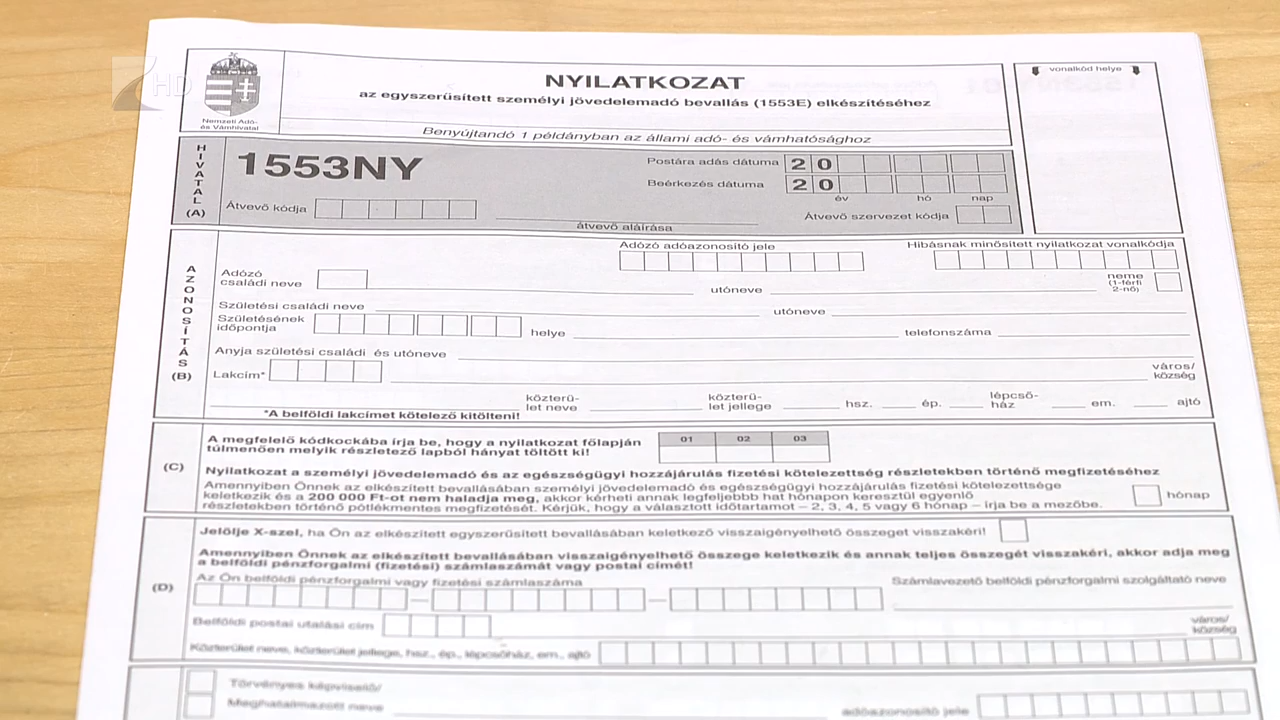 HD
Nemzeti Adó-
és Vámhivatal
NYILATKOZAT
az egyszerűsített személyi jövedelemadó bevallás (1553E) elkészítéséhez
Benyújtandó 1 példányban az állami adó- és vámhatósághoz
vonalkód helye
HIVATAL (A)
1553NY
Postára adás dátuma 20
Beérkezés dátuma 20
év hó nap
Átvevő kódja
átvevő aláírása
Átvevő szervezet kódja
AZONOSÍTÁS (B)
Adózó adóazonosító jele
Hibásnak minősített nyilatkozat vonalkódja
Adózó
családi neve
utóneve
neme
(1-férfi
2-nő)
Születési családi neve
utóneve
Születésének
időpontja
helye
telefonszáma
Anyja születési családi és utóneve
Lakcím*
város/
község
közterü-
let neve
közterü-
let jellege
hsz.
ép.
lépcső-
ház
em.
ajtó
*A belföldi lakcímet kötelező kitölteni!
(C)
A megfelelő kódkockába írja be, hogy a nyilatkozat főlapján
túlmenően melyik részletező lapból hányat töltött ki!
01 02 03
Nyilatkozat a személyi jövedelemadó és az egészségügyi hozzájárulás fizetési kötelezettség részletekben történő megfizetéséhez
Amennyiben Önnek az elkészített bevallásában személyi jövedelemadó és egészségügyi hozzájárulás fizetési kötelezettsége
keletkezik és a 200 000 Ft-ot nem haladja meg, akkor kérheti annak legfeljebbb hat hónapon keresztül egyenlő
részletekben történő pótlékmentes megfizetését. Kérjük, hogy a választott időtartamot – 2, 3, 4, 5 vagy 6 hónap – írja be a mezőbe.
hónap
(D)
Jelölje X-szel, ha Ön az elkészített egyszerűsített bevallásában keletkező visszaigényelhető összeget visszakéri!
Amennyiben Önnek az elkészített bevallásában visszaigényelhető összege keletkezik és annak teljes összegét visszakéri, akkor adja meg
a belföldi pénzforgalmi (fizetési) számlaszámát vagy postai címét!
Az Ön belföldi pénzforgalmi vagy fizetési számlaszáma
Számlavezető belföldi pénzforgalmi szolgáltató neve
Belföldi postai utalási cím
város/
község
Közterület neve, közterület jellege, hsz., ép., lépcsőház, em., ajtó
Törvényes képviselő/
Meghatalmazott neve
adóazonosító jele